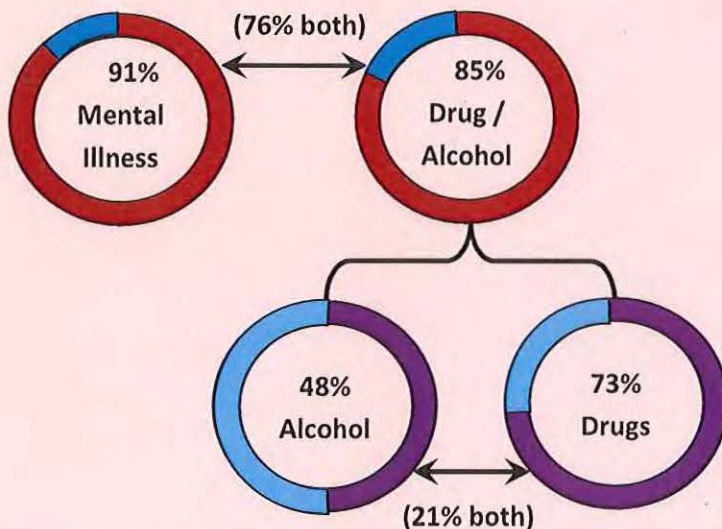 (76% both)
91%
Mental
Illness
85%
Drug /
Alcohol
48%
Alcohol
73%
Drugs
(21% both)